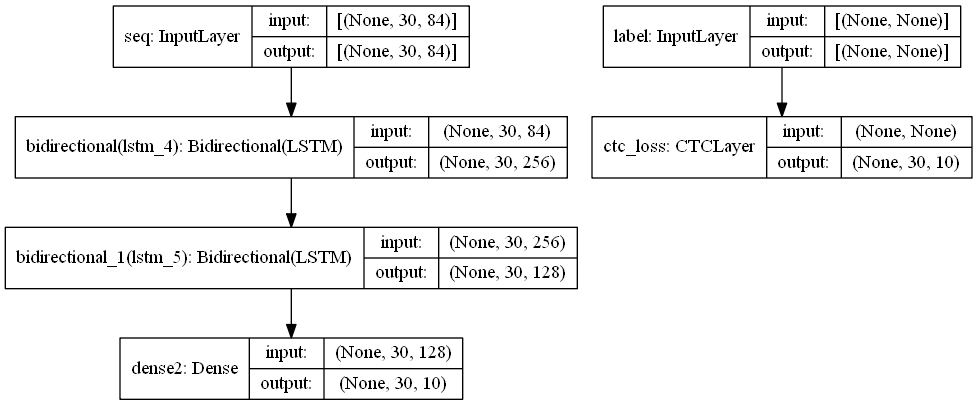 seq: InputLayer
input: [(None, 30, 84)]
output: [(None, 30, 84)]
label: InputLayer
input: [(None, None)]
output: [(None, None)]
bidirectional(lstm_4): Bidirectional(LSTM)
input: (None, 30, 84)
output: (None, 30, 256)
ctc_loss: CTCLayer
input: (None, None)
output: (None, 30, 10)
bidirectional_1(lstm_5): Bidirectional(LSTM)
input: (None, 30, 256)
output: (None, 30, 128)
dense2: Dense
input: (None, 30, 128)
output: (None, 30, 10)